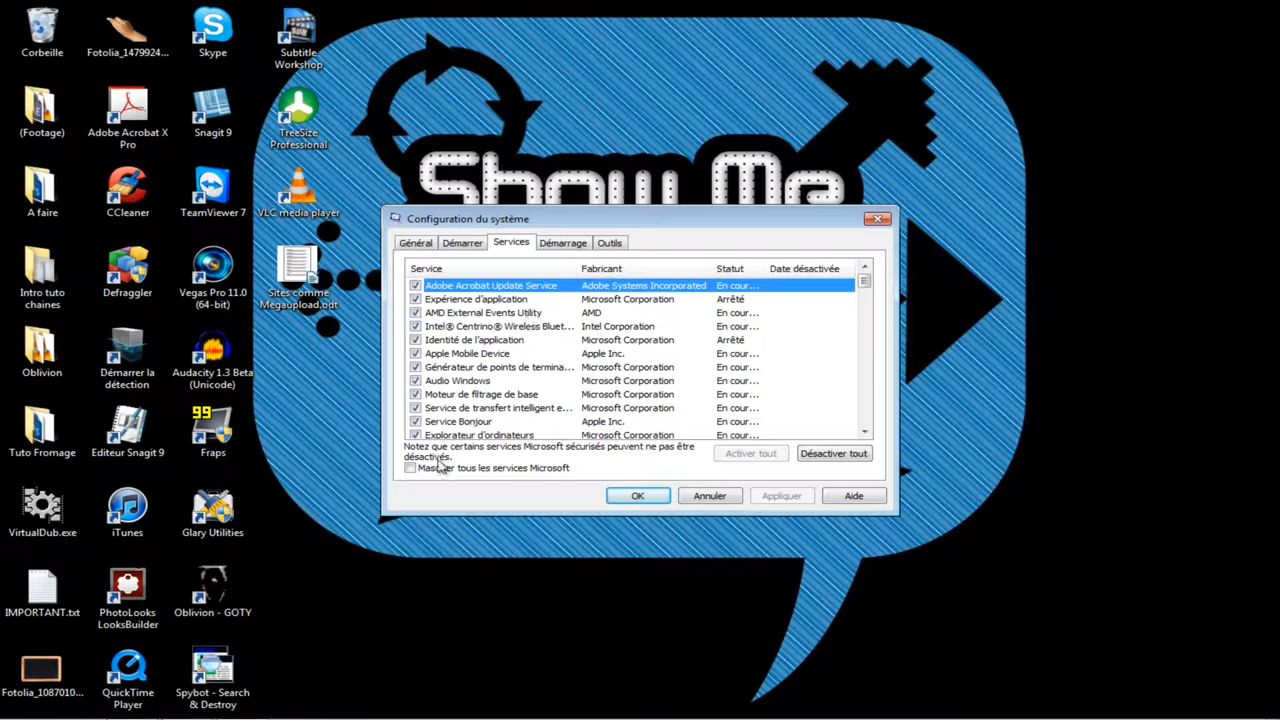 Corbeille
Fotolia_1479924...
Skype
Subtitle
Workshop
(Footage)
Adobe Acrobat X
Pro
Snagit 9
TreeSize
Professional
A faire
CCleaner
TeamViewer 7
VLC media player
Intro tuto
chaines
Defraggler
Vegas Pro 11.0
(64-bit)
Sites comme
Megaupload.odt
Oblivion
Démarrer la
détection
Audacity 1.3 Beta
(Unicode)
Tuto Fromage
Editeur Snagit 9
99
Fraps
VirtualDub.exe
iTunes
Glary Utilities
IMPORTANT.txt
PhotoLooks
LooksBuilder
Oblivion - GOTY
Fotolia_1087010...
QuickTime
Player
Spybot - Search
& Destroy
Show Me
Configuration du système
Général Démarrer Services Démarrage Outils
Service Fabricant Statut Date désactivée
Adobe Acrobat Update Service Adobe Systems Incorporated En cour...
Expérience d'application Microsoft Corporation Arrêté
AMD External Events Utility AMD En cour...
Intel® Centrino® Wireless Bluet... Intel Corporation En cour...
Identité de l'application Microsoft Corporation Arrêté
Apple Mobile Device Apple Inc. En cour...
Générateur de points de termina... Microsoft Corporation En cour...
Audio Windows Microsoft Corporation En cour...
Moteur de filtrage de base Microsoft Corporation En cour...
Service de transfert intelligent e... Microsoft Corporation En cour...
Service Bonjour Apple Inc. En cour...
Explorateur d'ordinateurs Microsoft Corporation En cour...
Notez que certains services Microsoft sécurisés peuvent ne pas être
désactivés.
Activer tout Désactiver tout
Masquer tous les services Microsoft
OK Annuler Appliquer Aide